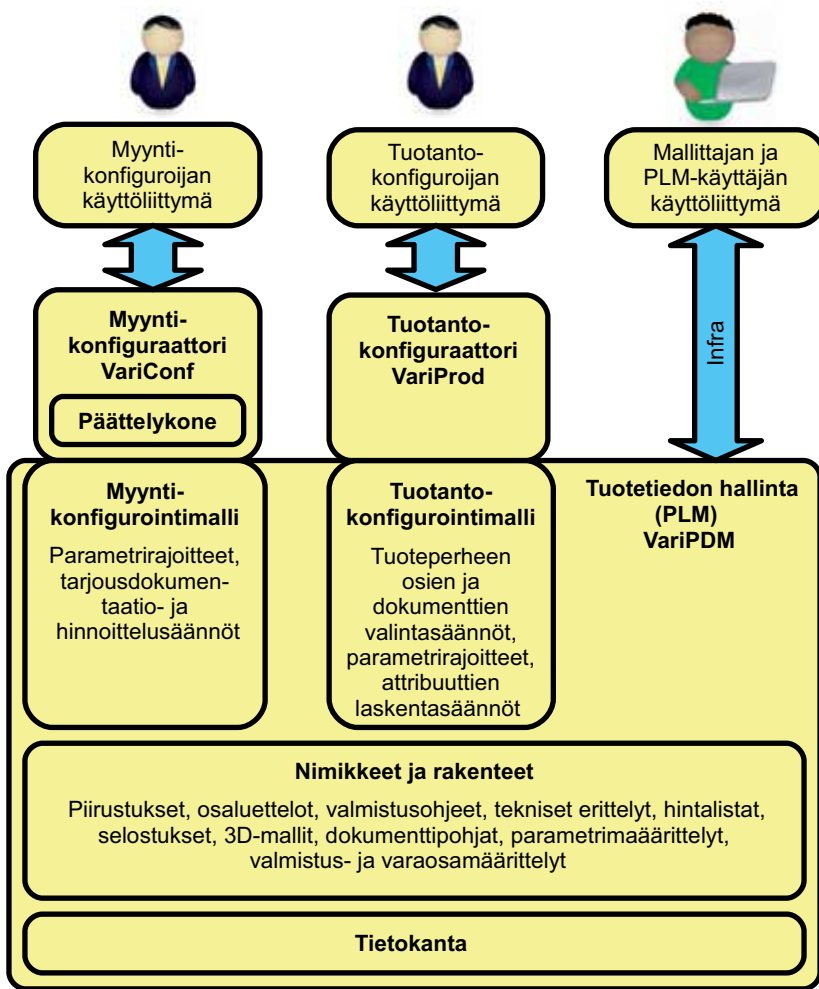 Myynti-
konfiguroijan
käyttöliittymä
Tuotanto-
konfiguroijan
käyttöliittymä
Mallittajan ja
PLM-käyttäjän
käyttöliittymä
Myynti-
konfiguraattori
VariConf
Päättelykone
Tuotanto-
konfiguraattori
VariProd
Infra
Myynti-
konfigurointimalli
Parametrirajoitteet,
tarjousdokumen-
taatio- ja
hinnoittelusäännöt
Tuotanto-
konfigurointimalli
Tuoteperheen
osien ja
dokumenttien
valintasäännöt,
parametrirajoitteet,
attribuuttien
laskentasäännöt
Tuotetiedon hallinta
(PLM)
VariPDM
Nimikkeet ja rakenteet
Piirustukset, osaluettelot, valmistusohjeet, tekniset erittelyt, hintalistat,
selostukset, 3D-mallit, dokumenttipohjat, parametrimaäärittelyt,
valmistus- ja varaosamäärittelyt
Tietokanta